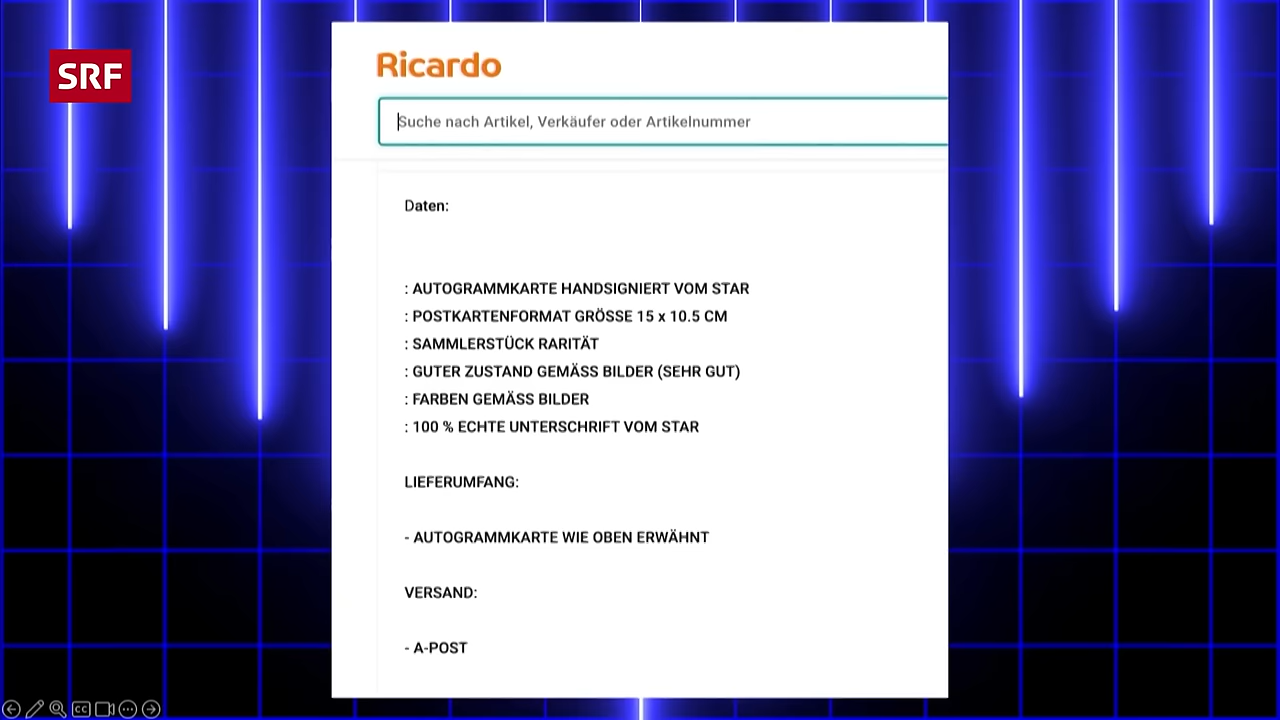 SRF
Ricardo
Suche nach Artikel, Verkäufer oder Artikelnummer
Daten:
: AUTOGRAMMKARTE HANDSIGNIERT VOM STAR
: POSTKARTENFORMAT GRÖSSE 15 x 10.5 CM
: SAMMLERSTÜCK RARITÄT
: GUTER ZUSTAND GEMÄSS BILDER (SEHR GUT)
: FARBEN GEMÄSS BILDER
: 100 % ECHTE UNTERSCHRIFT VOM STAR
LIEFERUMFANG:
- AUTOGRAMMKARTE WIE OBEN ERWÄHNT
VERSAND:
- A-POST
CC